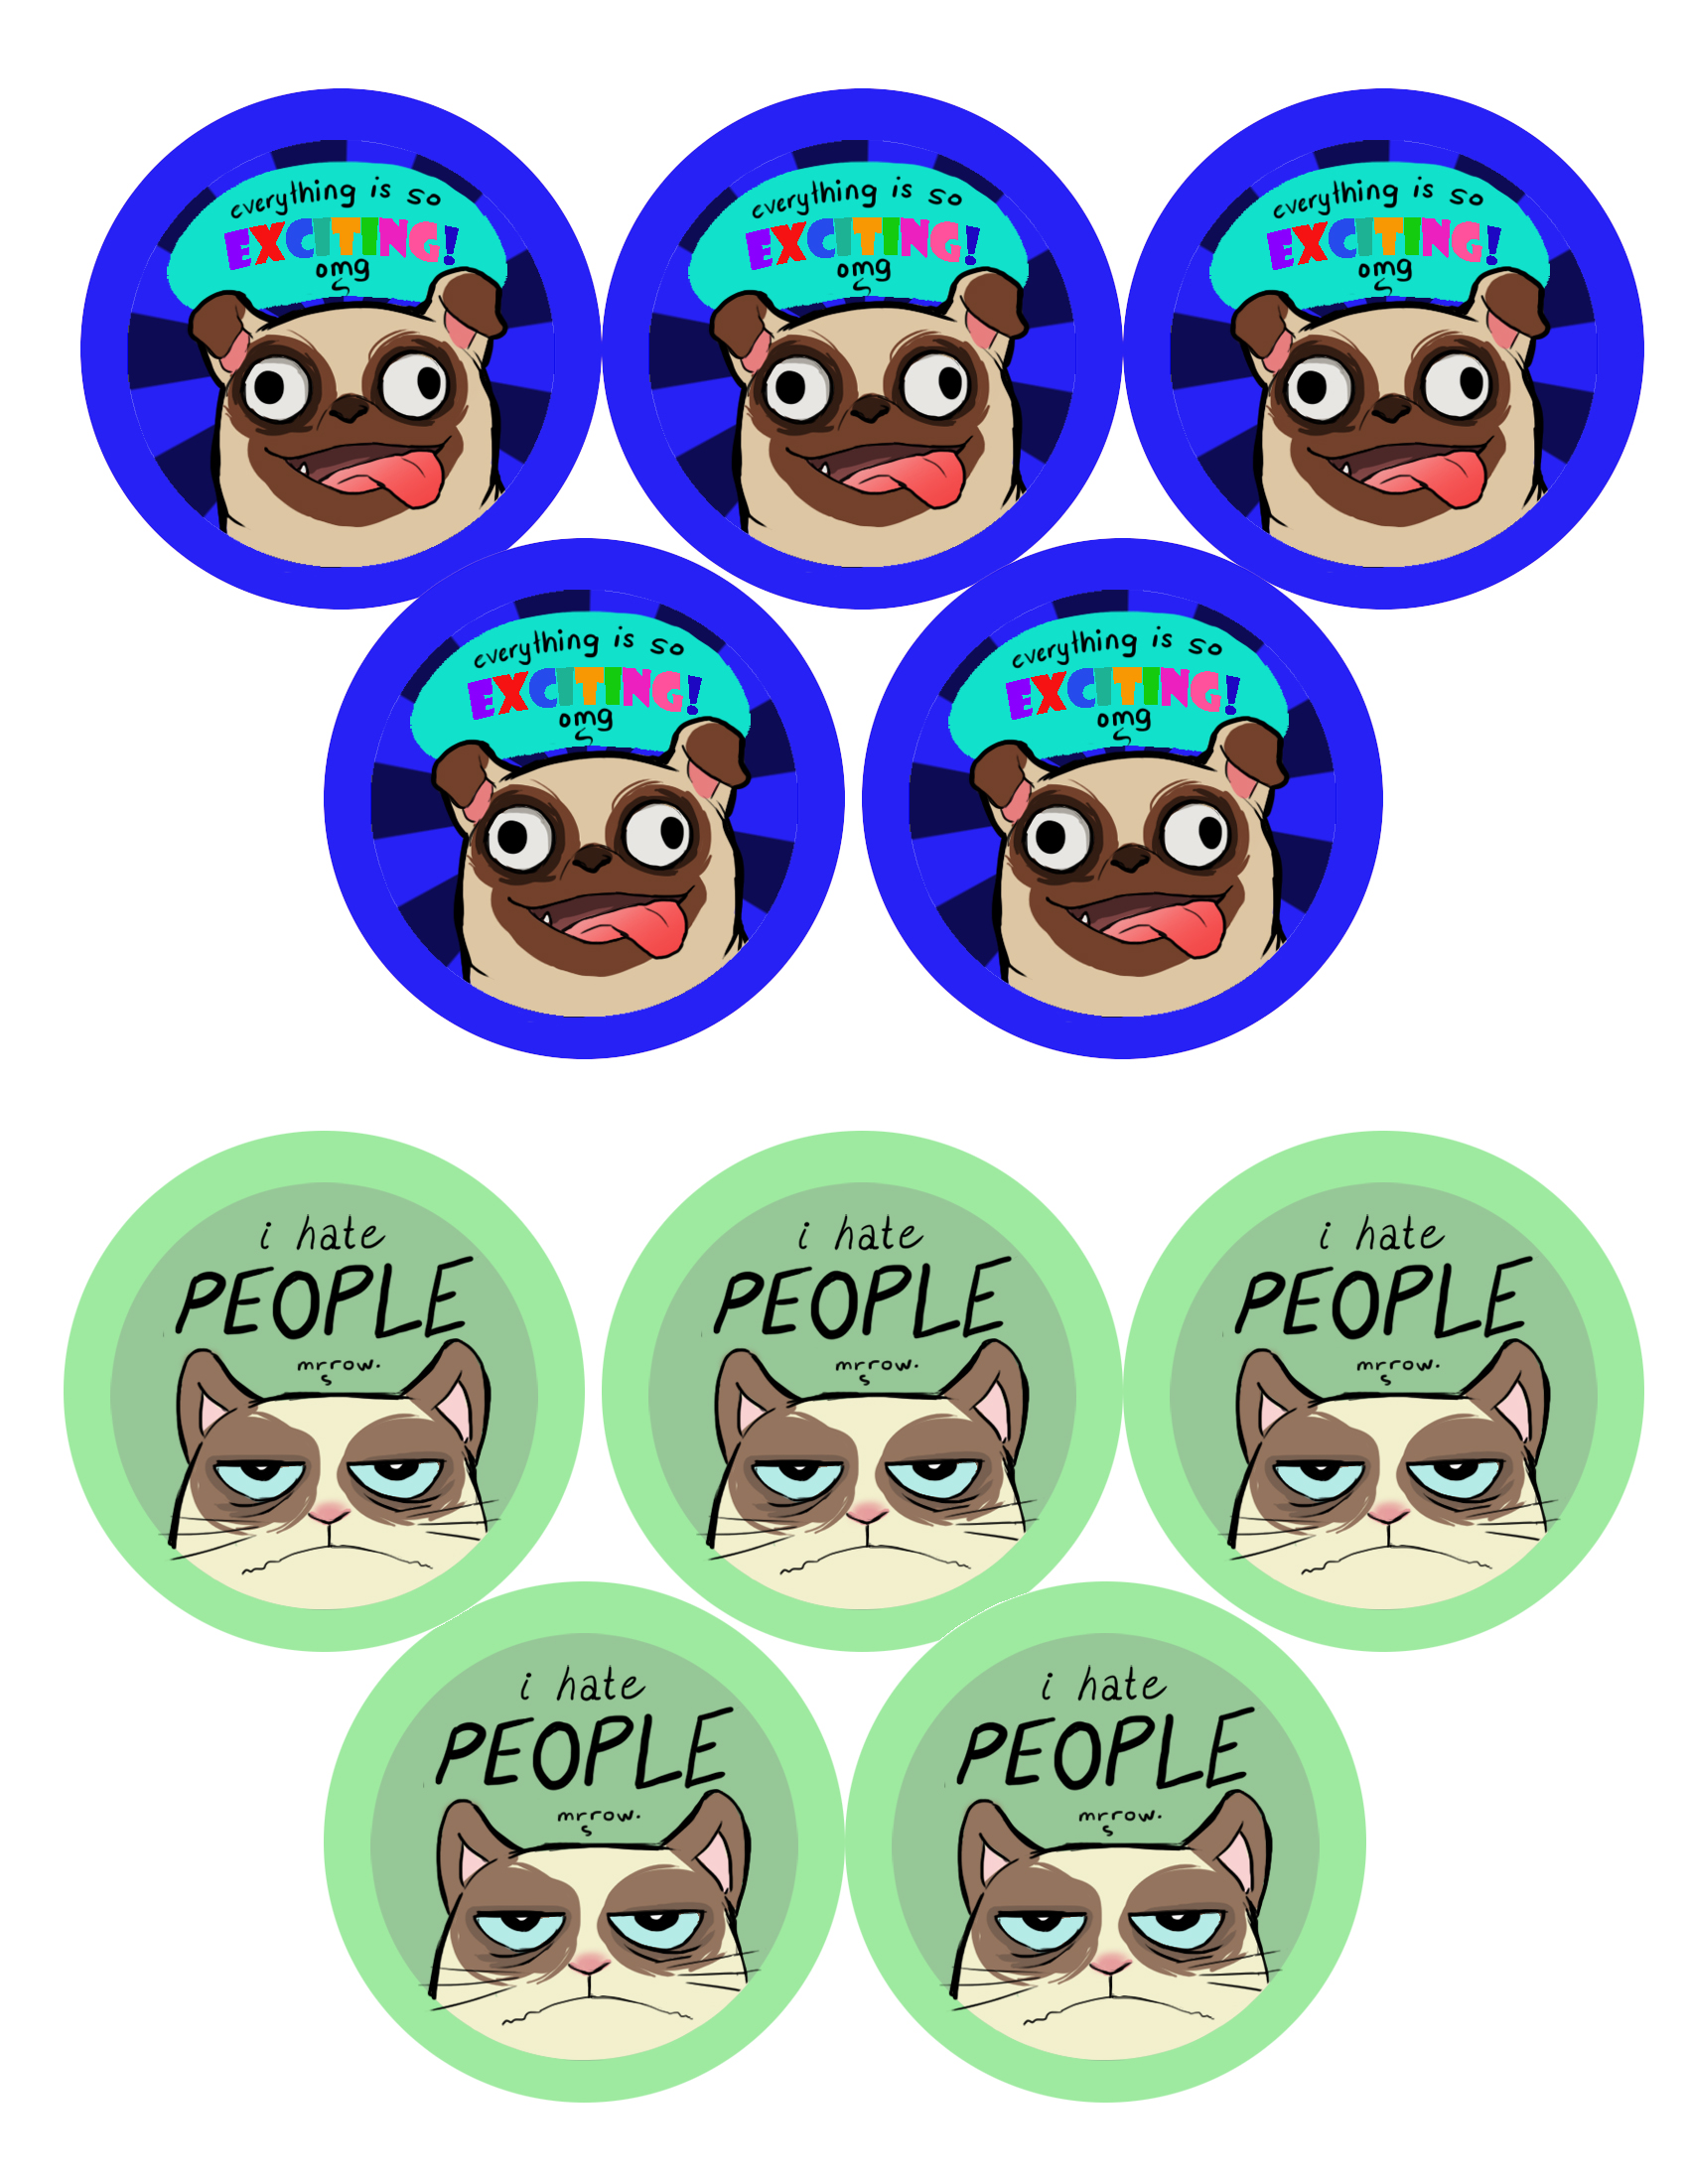 everything is so
EXCITING!
omg
everything is so
EXCITING!
omg
everything is so
EXCITING!
omg
everything is so
EXCITING!
omg
everything is so
EXCITING!
omg
i hate
PEOPLE
mrrow.
i hate
PEOPLE
mrrow.
i hate
PEOPLE
mrrow.
i hate
PEOPLE
mrrow.
i hate
PEOPLE
mrrow.